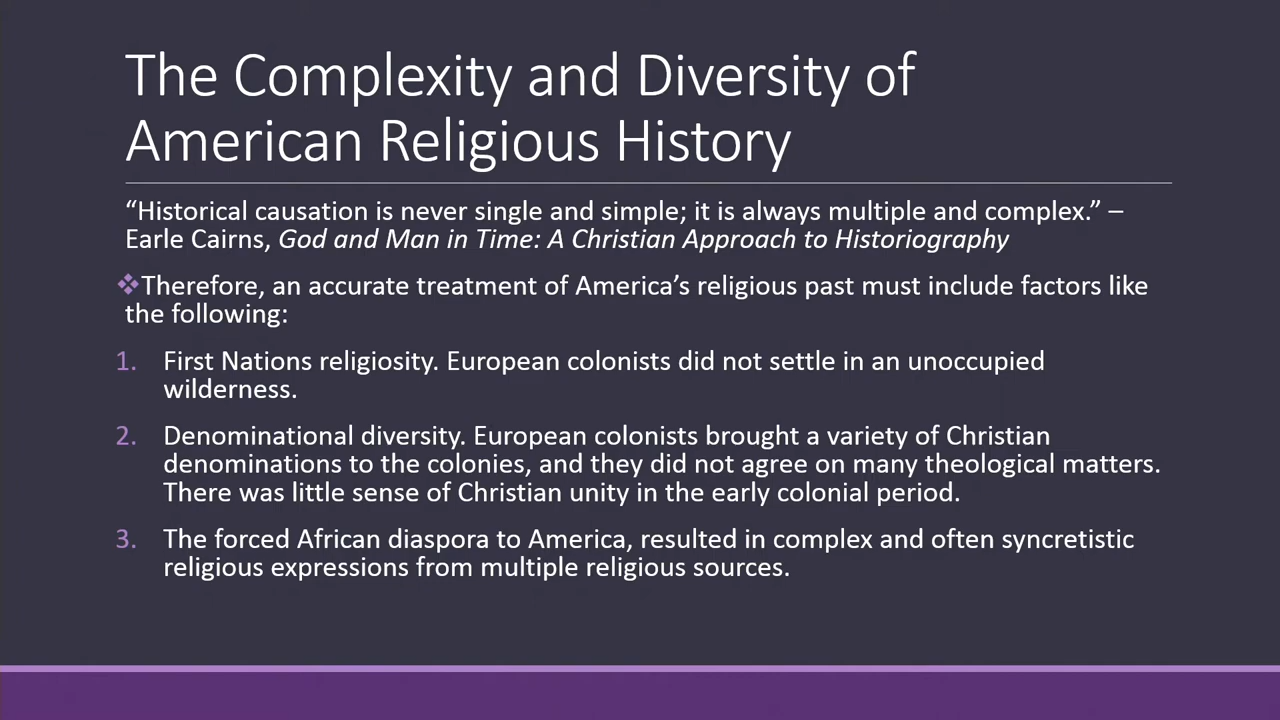 The Complexity and Diversity of
American Religious History
“Historical causation is never single and simple; it is always multiple and complex.” –
Earle Cairns, God and Man in Time: A Christian Approach to Historiography
❖Therefore, an accurate treatment of America’s religious past must include factors like
the following:
1. First Nations religiosity. European colonists did not settle in an unoccupied
wilderness.
2. Denominational diversity. European colonists brought a variety of Christian
denominations to the colonies, and they did not agree on many theological matters.
There was little sense of Christian unity in the early colonial period.
3. The forced African diaspora to America, resulted in complex and often syncretistic
religious expressions from multiple religious sources.